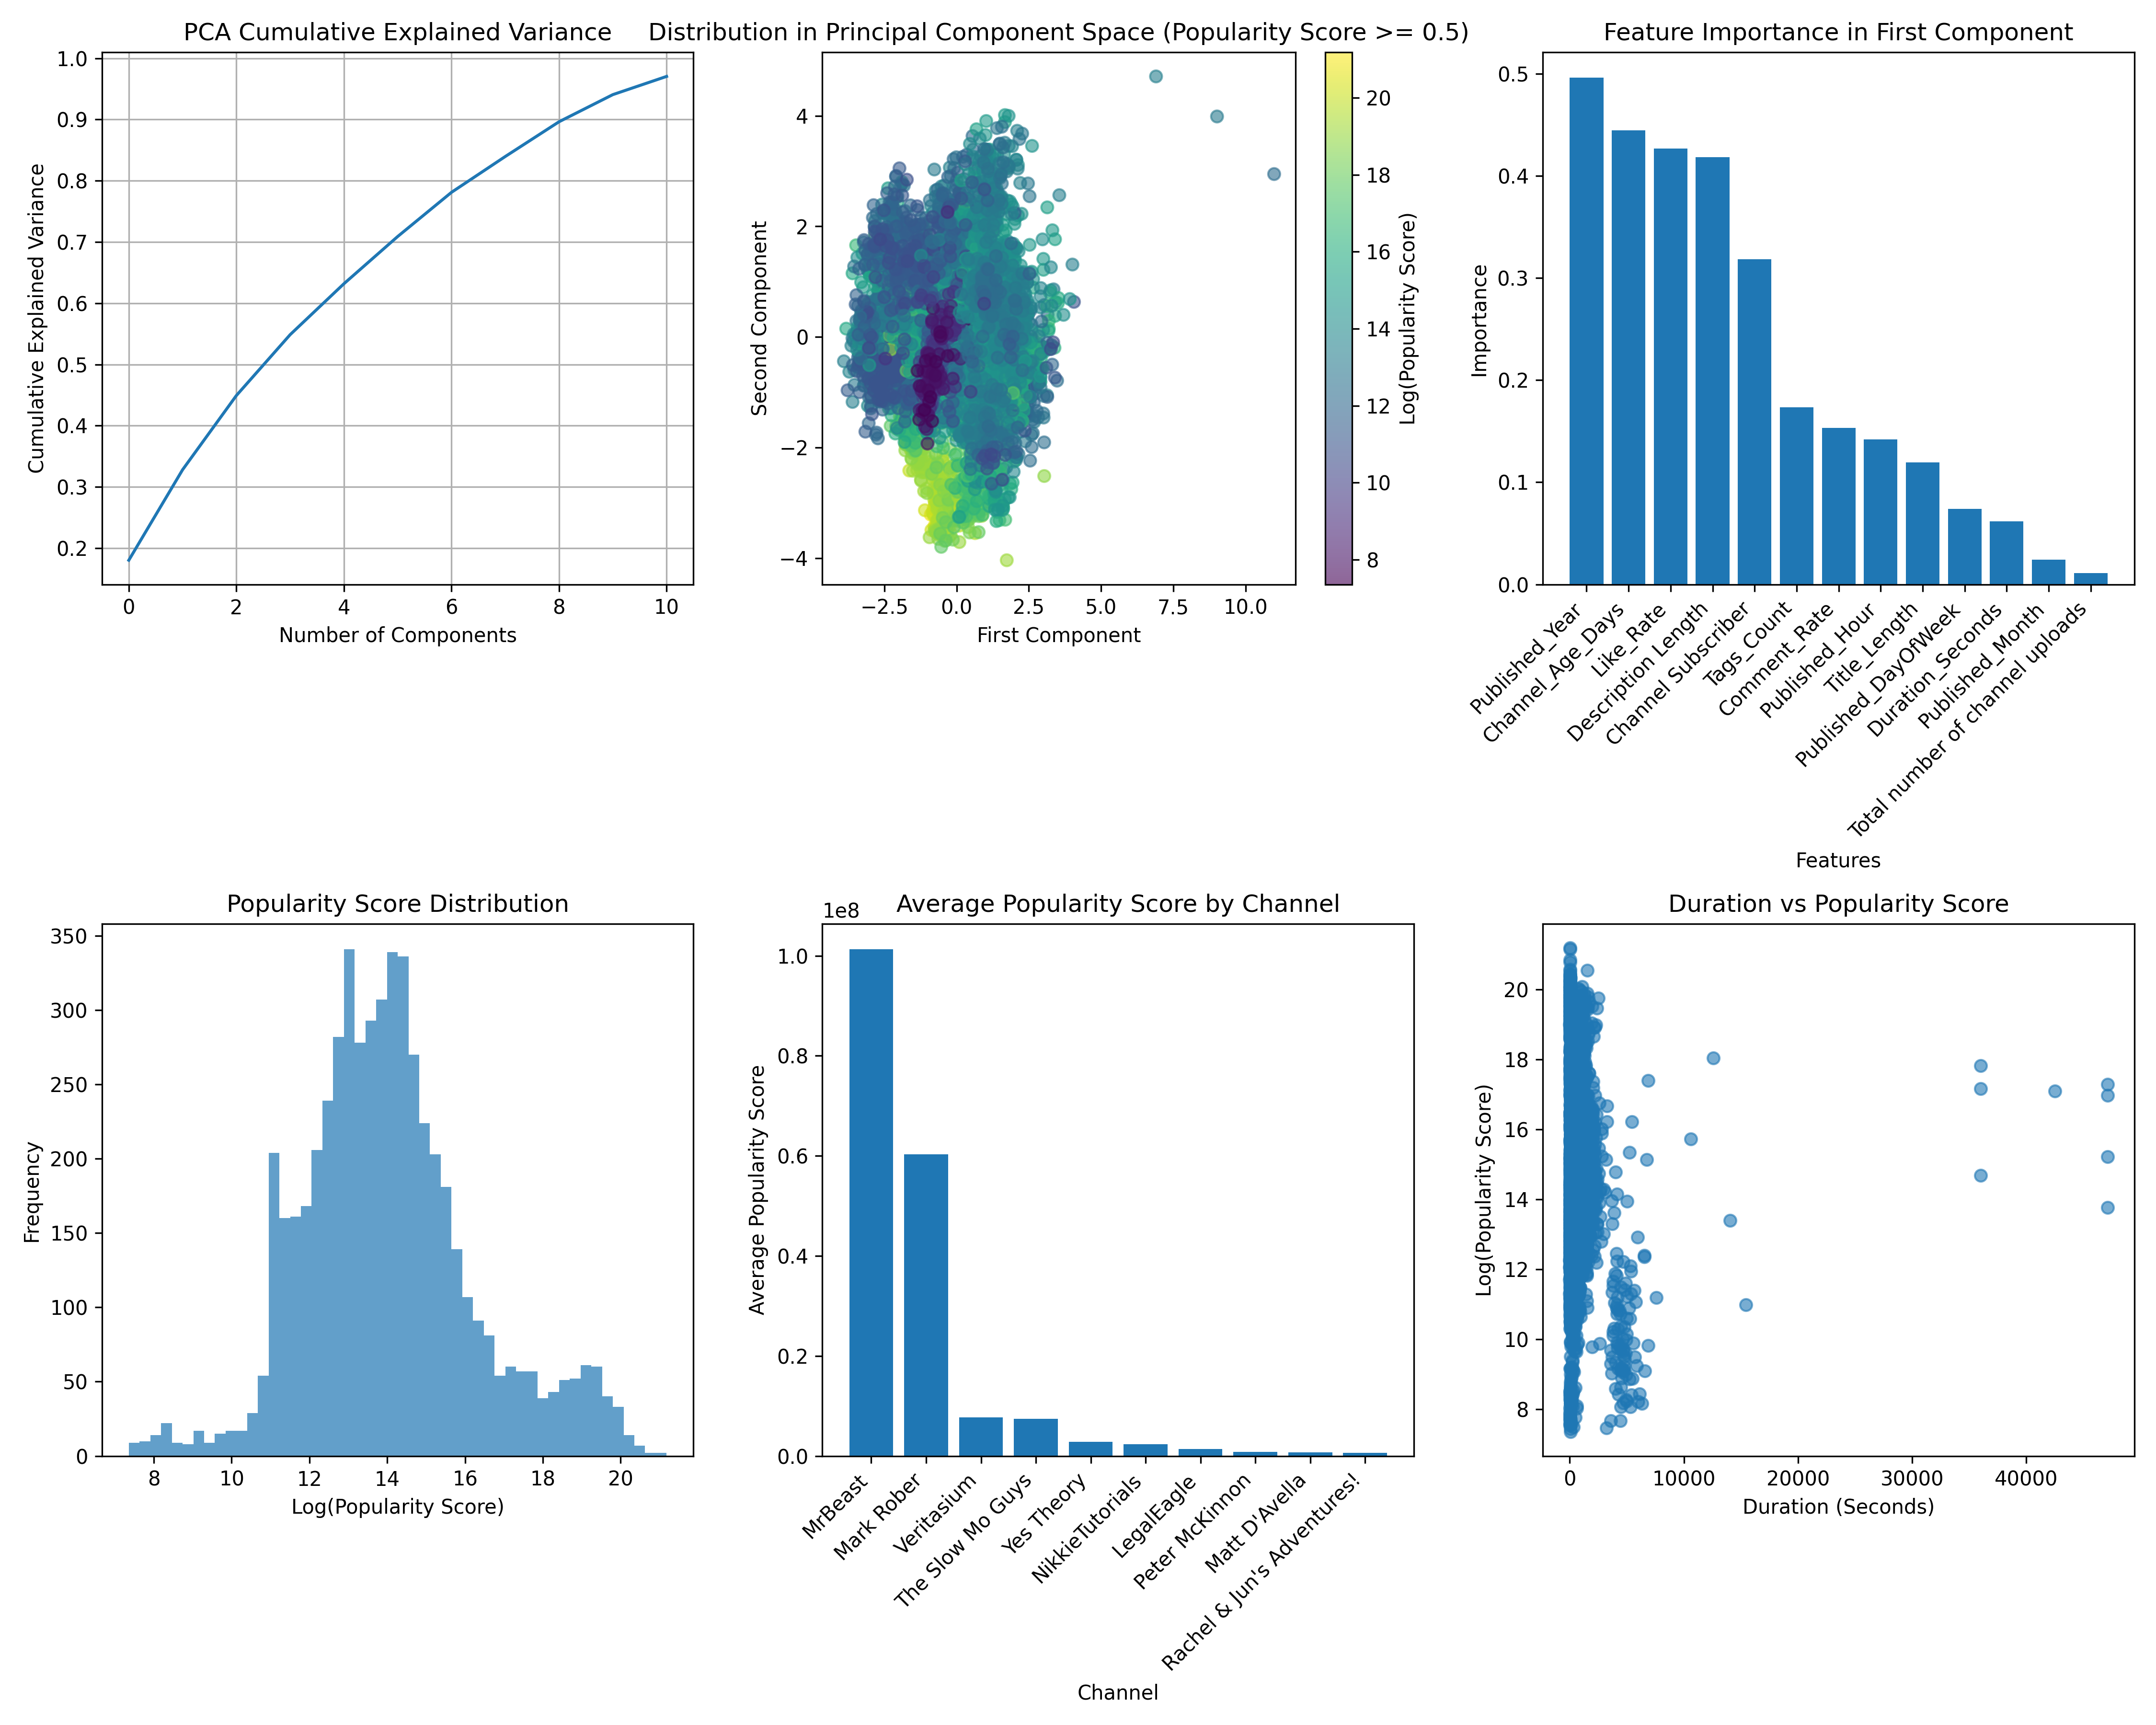 PCA Cumulative Explained Variance
1.0
0.9
0.8
0.7
0.6
0.5
0.4
0.3
0.2
Cumulative Explained Variance
0 2 4 6 8 10
Number of Components
Distribution in Principal Component Space (Popularity Score >= 0.5)
4
2
0
−2
−4
Second Component
−2.5 0.0 2.5 5.0 7.5 10.0
First Component
20
18
16
14
12
10
8
Log(Popularity Score)
Feature Importance in First Component
0.5
0.4
0.3
0.2
0.1
0.0
Importance
Published_Year
Channel_Age_Days
Like_Rate
Description Length
Channel Subscriber
Tags_Count
Comment_Rate
Published_Hour
Title_Length
Published_DayOfWeek
Duration_Seconds
Published_Month
Total number of channel uploads
Features
Popularity Score Distribution
350
300
250
200
150
100
50
0
Frequency
8 10 12 14 16 18 20
Log(Popularity Score)
Average Popularity Score by Channel
1e8
1.0
0.8
0.6
0.4
0.2
0.0
Average Popularity Score
MrBeast
Mark Rober
Veritasium
The Slow Mo Guys
Yes Theory
NikkieTutorials
LegalEagle
Peter McKinnon
Matt D'Avella
Rachel & Jun's Adventures!
Channel
Duration vs Popularity Score
20
18
16
14
12
10
8
Log(Popularity Score)
0 10000 20000 30000 40000
Duration (Seconds)